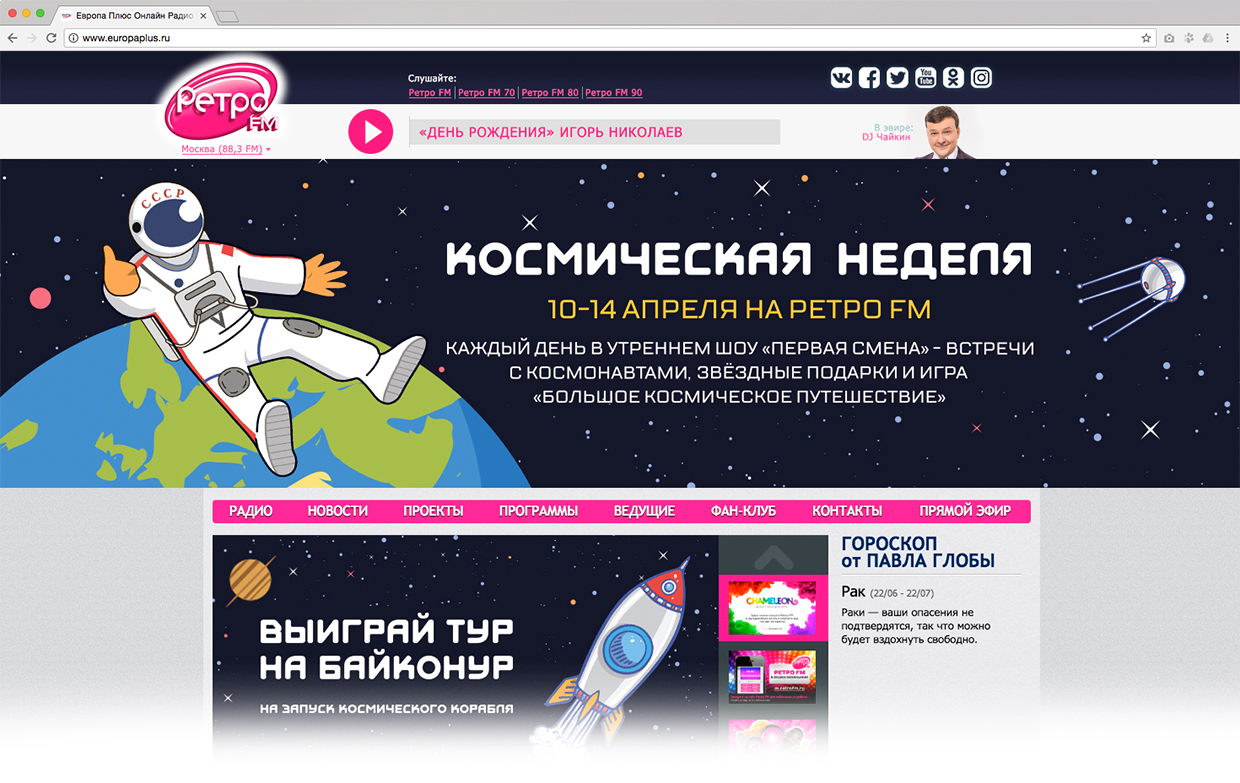 Европа Плюс Онлайн Радио
www.europaplus.ru
Слушайте:
Ретро FM | Ретро FM 70 | Ретро FM 80 | Ретро FM 90
You
Tube
Ретро
FM
Москва (88,3 FM)
«ДЕНЬ РОЖДЕНИЯ» ИГОРЬ НИКОЛАЕВ
В эфире:
DJ Чайкин
СССР
КОСМИЧЕСКАЯ НЕДЕЛЯ
10-14 АПРЕЛЯ НА РЕТРО FM
КАЖДЫЙ ДЕНЬ В УТРЕННЕМ ШОУ «ПЕРВАЯ СМЕНА» - ВСТРЕЧИ
С КОСМОНАВТАМИ, ЗВЁЗДНЫЕ ПОДАРКИ И ИГРА
«БОЛЬШОЕ КОСМИЧЕСКОЕ ПУТЕШЕСТВИЕ»
РАДИО НОВОСТИ ПРОЕКТЫ ПРОГРАММЫ ВЕДУЩИЕ ФАН-КЛУБ КОНТАКТЫ ПРЯМОЙ ЭФИР
ВЫИГРАЙ ТУР
НА БАЙКОНУР
НА ЗАПУСК КОСМИЧЕСКОГО КОРАБЛЯ
CHAMELEON
РЕТРО FM
ГОРОСКОП
от ПАВЛА ГЛОБЫ
Рак (22/06 - 22/07)
Раки — ваши опасения не
подтвердятся, так что можно
будет вздохнуть свободно.